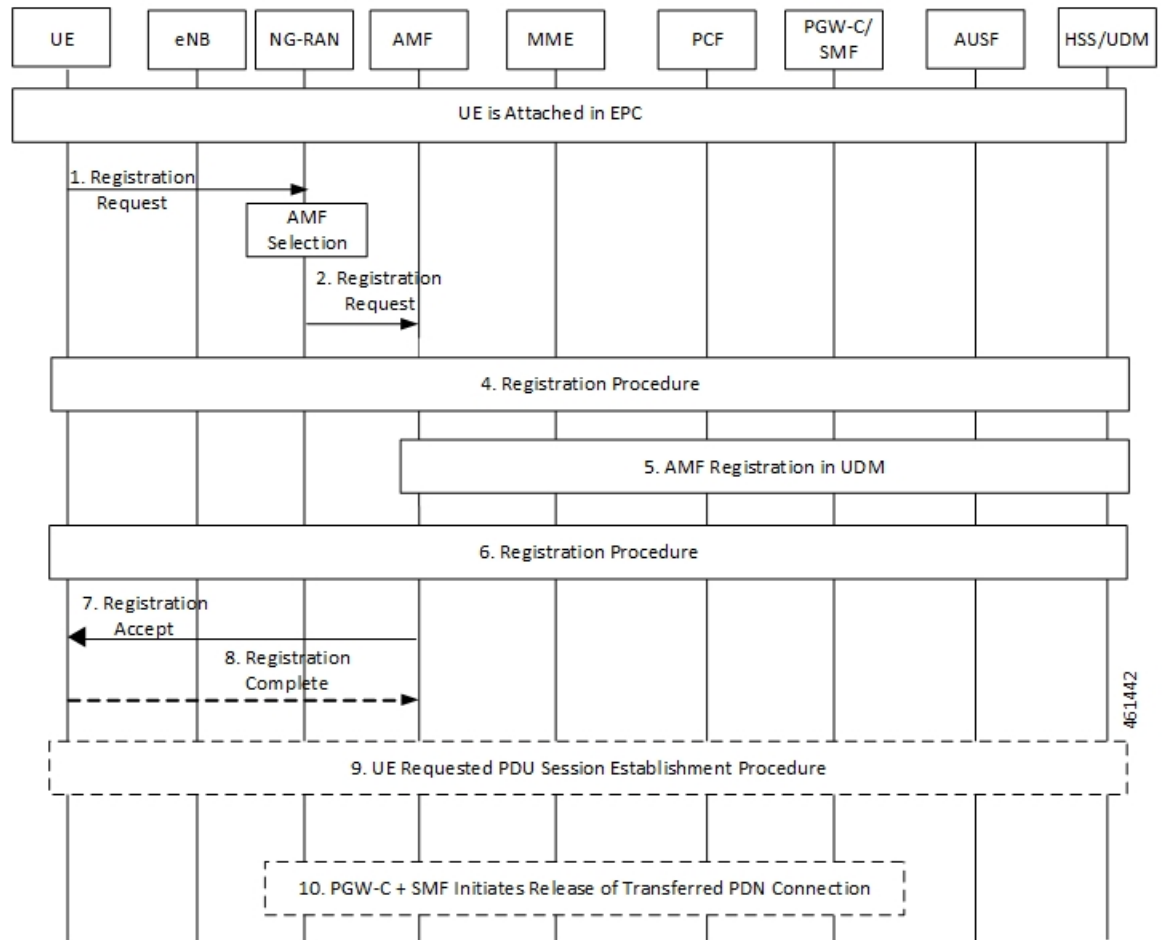 UE
eNB
NG-RAN
AMF
MME
PCF
PGW-C/
SMF
AUSF
HSS/UDM
UE is Attached in EPC
1. Registration
Request
AMF
Selection
2. Registration
Request
4. Registration Procedure
5. AMF Registration in UDM
6. Registration Procedure
7. Registration
Accept
8. Registration
Complete
461442
9. UE Requested PDU Session Establishment Procedure
10. PGW-C + SMF Initiates Release of Transferred PDN Connection